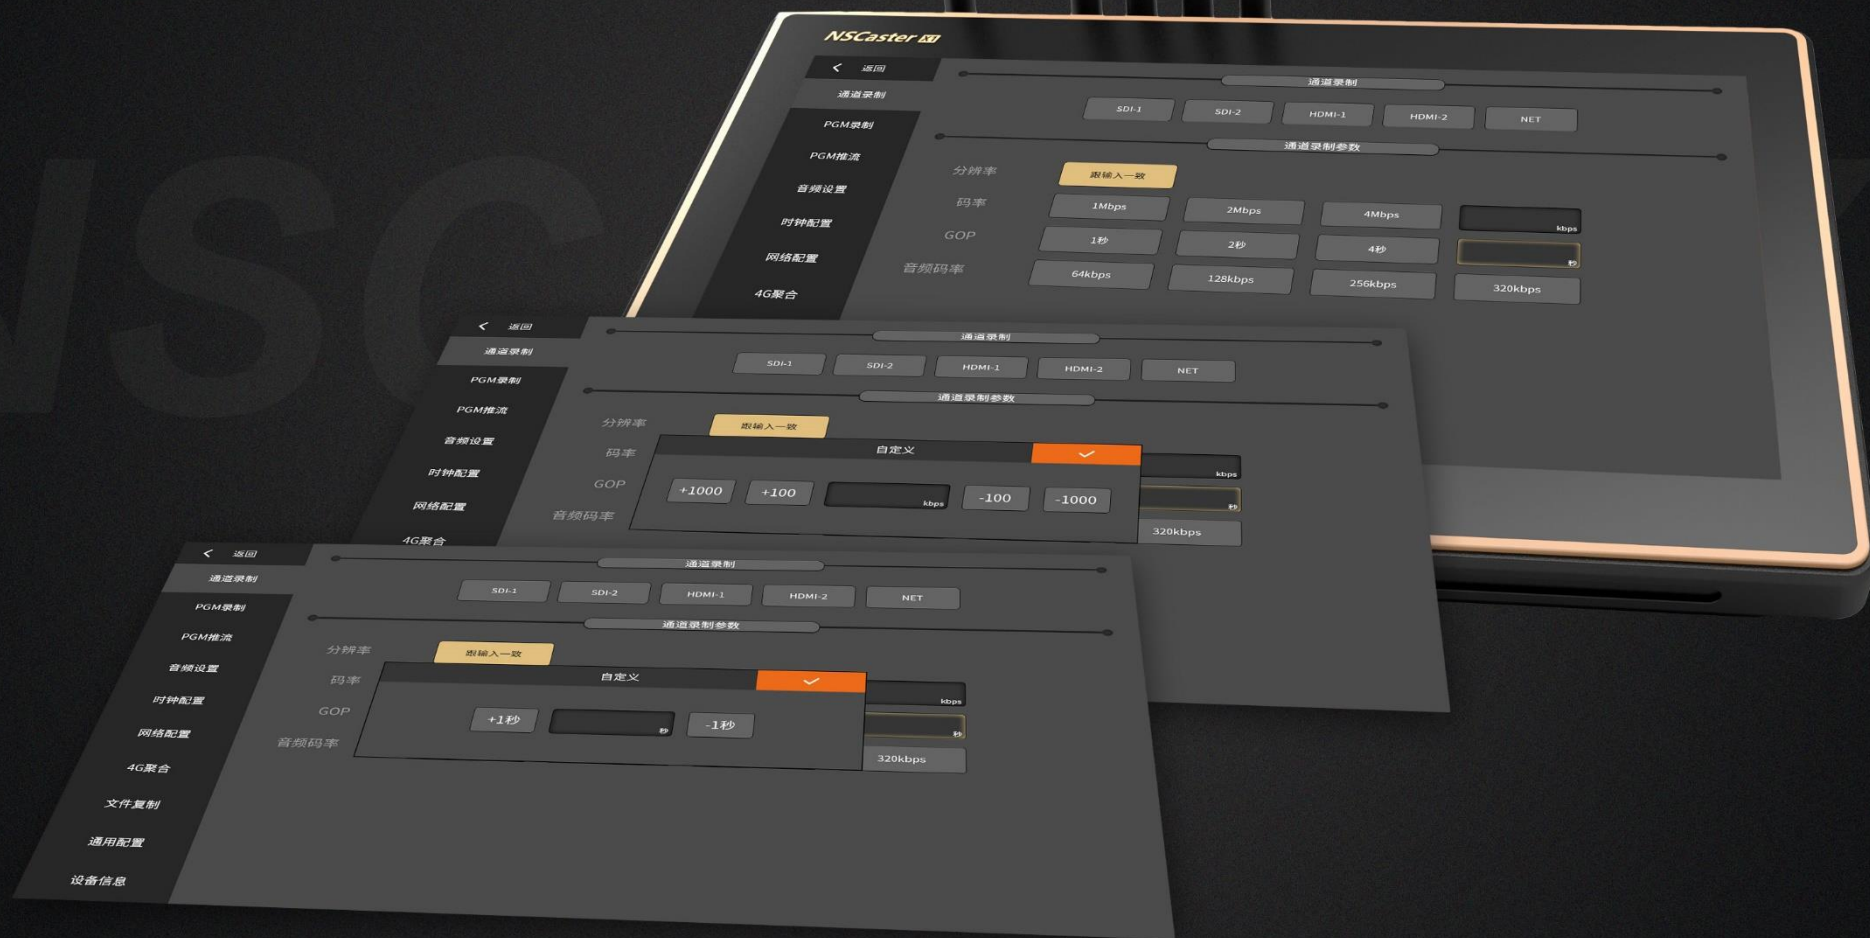 NSCaster X1
返回
通道录制
通道录制
SDI-1 SDI-2 HDMI-1 HDMI-2 NET
PGM录制
通道录制参数
PGM推流
分辨率 跟输入一致
音频设置
码率 1Mbps 2Mbps 4Mbps kbps
时钟配置
GOP 1秒 2秒 4秒 秒
网络配置
音频码率 64kbps 128kbps 256kbps 320kbps
4G聚合
NSC
返回
通道录制
通道录制
SDI-1 SDI-2 HDMI-1 HDMI-2 NET
PGM录制
通道录制参数
PGM推流
分辨率 跟输入一致
音频设置
码率 自定义 kbps
时钟配置
GOP +1000 +100 kbps -100 -1000 秒
网络配置
音频码率 320kbps
4G聚合
返回
通道录制
通道录制
SDI-1 SDI-2 HDMI-1 HDMI-2 NET
PGM录制
通道录制参数
PGM推流
分辨率 跟输入一致
音频设置
码率 自定义 kbps
时钟配置
GOP +1秒 秒 -1秒 秒
网络配置
音频码率 320kbps
4G聚合
文件复制
通用配置
设备信息